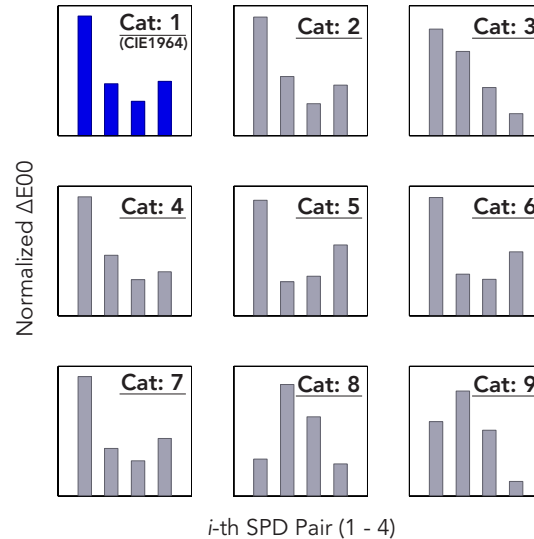 Cat: 1
(CIE1964)
Cat: 2
Cat: 3
Cat: 4
Cat: 5
Cat: 6
Cat: 7
Cat: 8
Cat: 9
Normalized ΔE00
i-th SPD Pair (1 - 4)